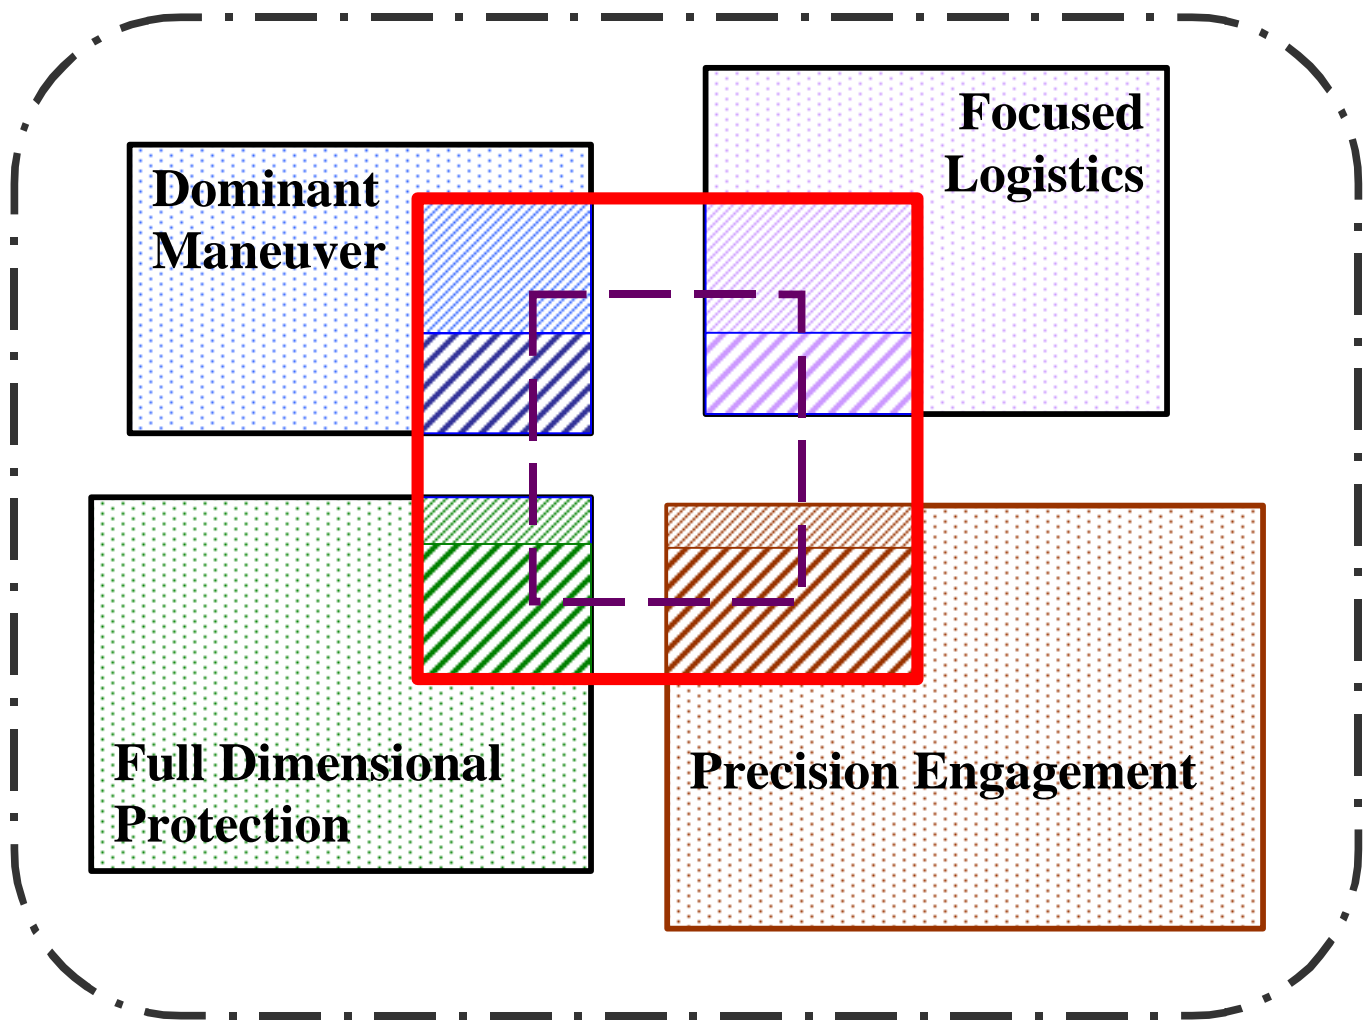 Dominant
Maneuver
Focused
Logistics
Full Dimensional
Protection
Precision Engagement